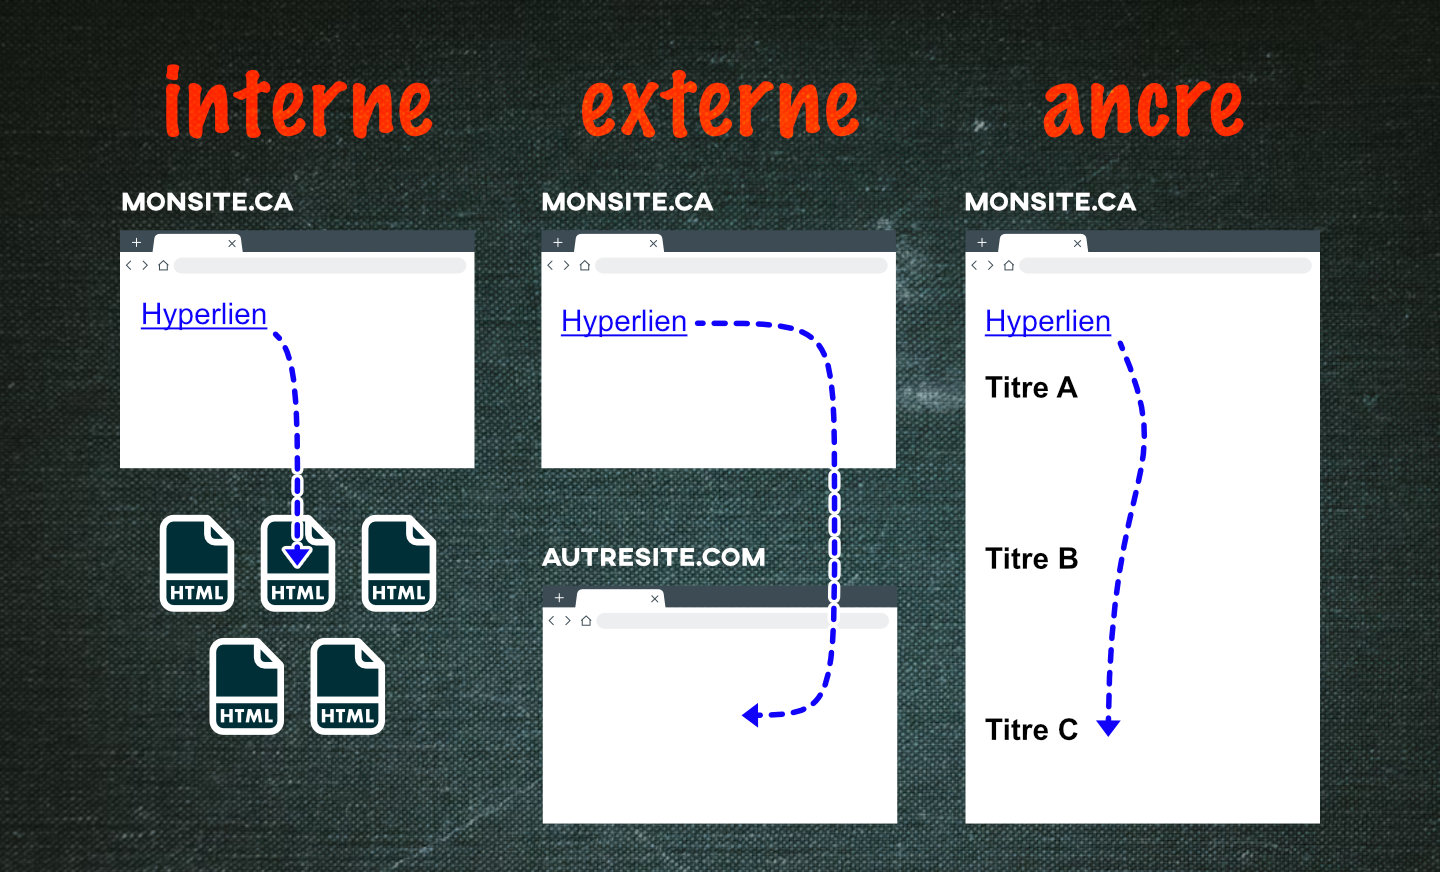 interne
MONSITE.CA
Hyperlien
HTML
HTML
HTML
HTML
HTML
externe
MONSITE.CA
Hyperlien
AUTRESITE.COM
ancre
MONSITE.CA
Hyperlien
Titre A
Titre B
Titre C